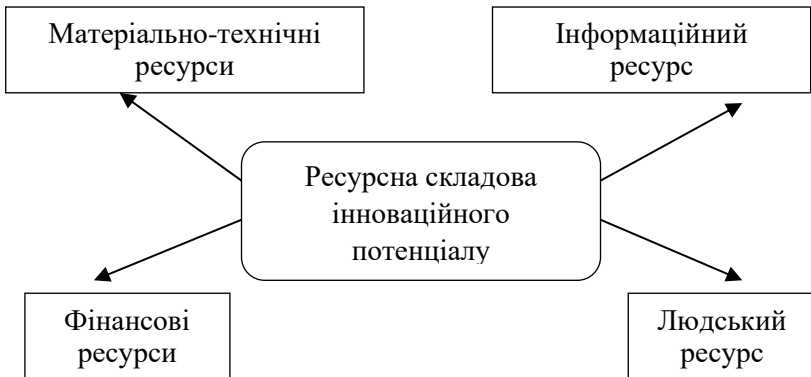 Матеріально-технічні
ресурси
Інформаційний
ресурс
Ресурсна складова
інноваційного
потенціалу
Фінансові
ресурси
Людський
ресурс